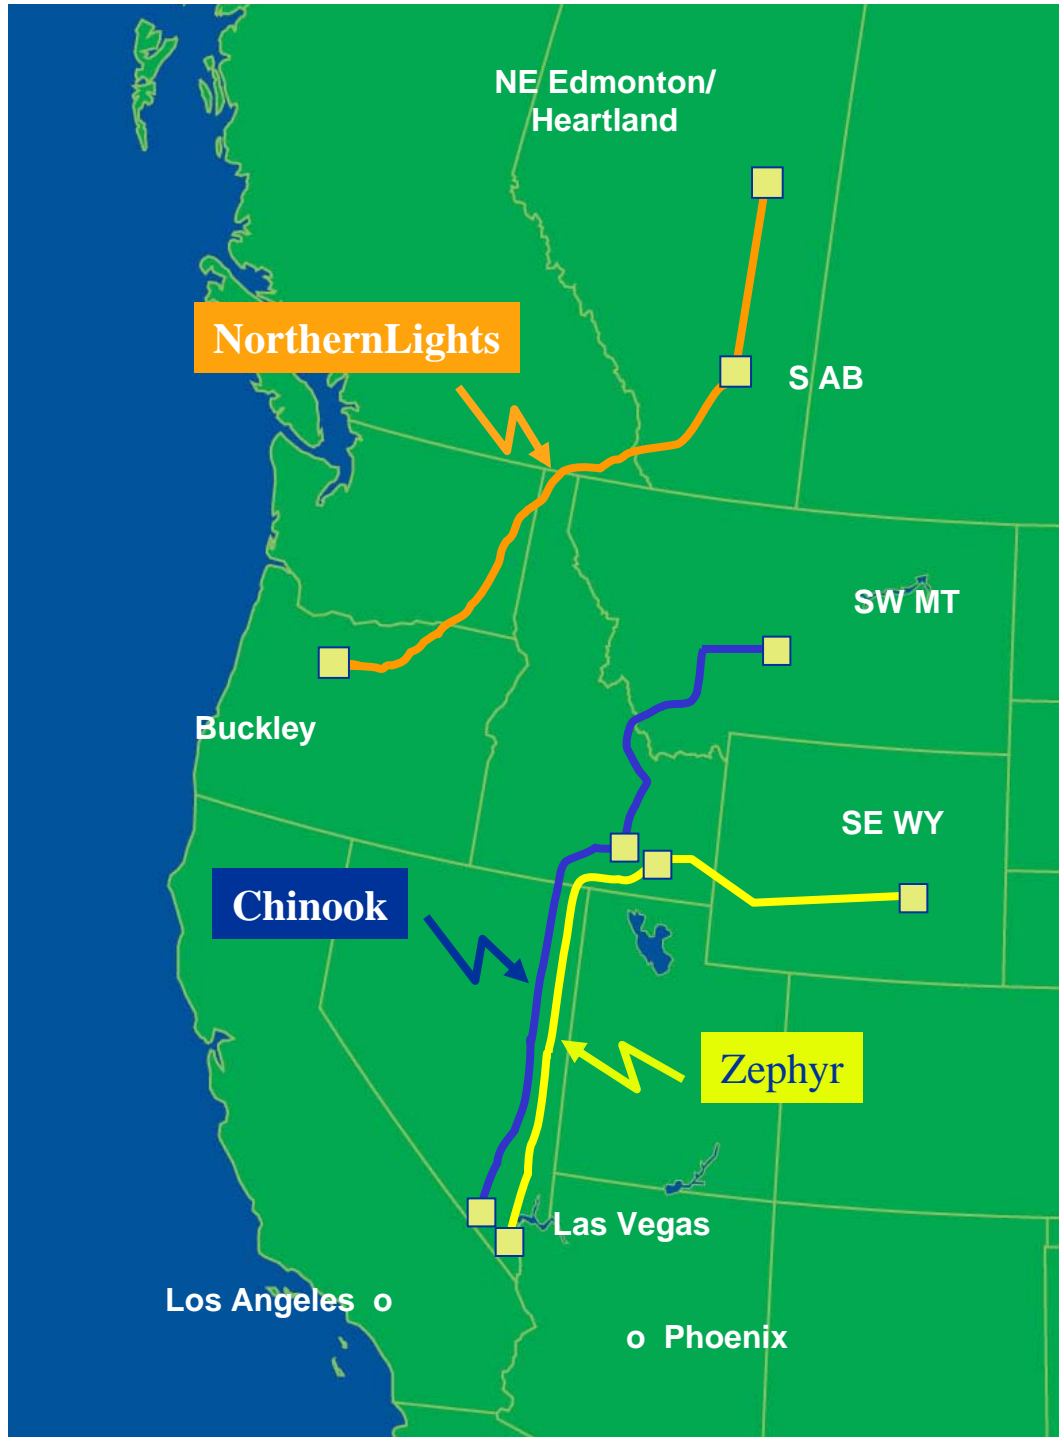 NE Edmonton/
Heartland
NorthernLights
S AB
SW MT
Buckley
SE WY
Chinook
Zephyr
Las Vegas
Los Angeles o
o Phoenix